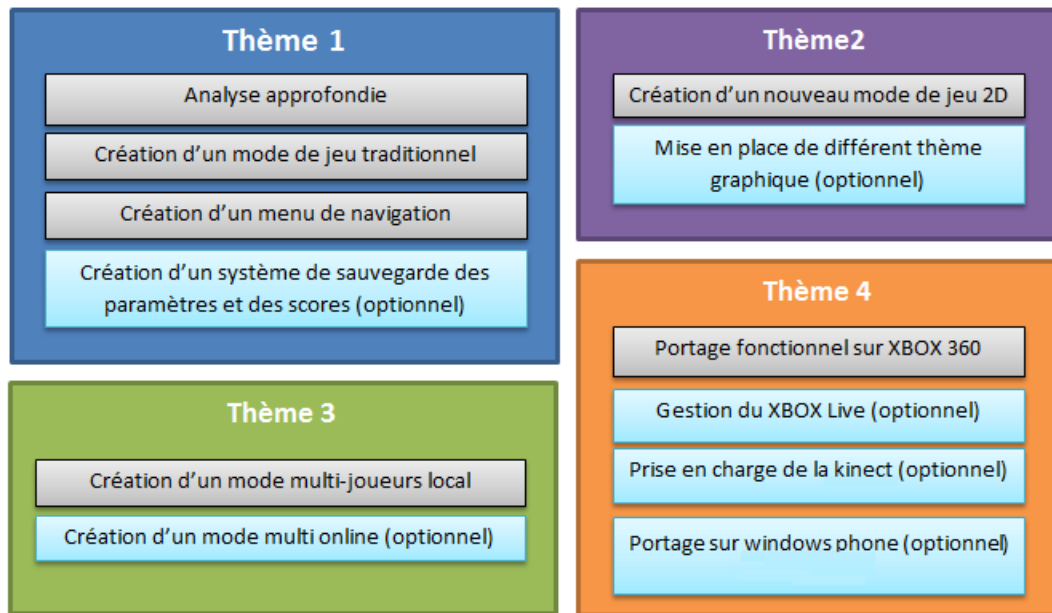 Thème 1
Analyse approfondie
Création d'un mode de jeu traditionnel
Création d'un menu de navigation
Création d'un système de sauvegarde des
paramètres et des scores (optionnel)
Thème2
Création d'un nouveau mode de jeu 2D
Mise en place de différent thème
graphique (optionnel)
Thème 3
Création d'un mode multi-joueurs local
Création d'un mode multi online (optionnel)
Thème 4
Portage fonctionnel sur XBOX 360
Gestion du XBOX Live (optionnel)
Prise en charge de la kinect (optionnel)
Portage sur windows phone (optionnel)